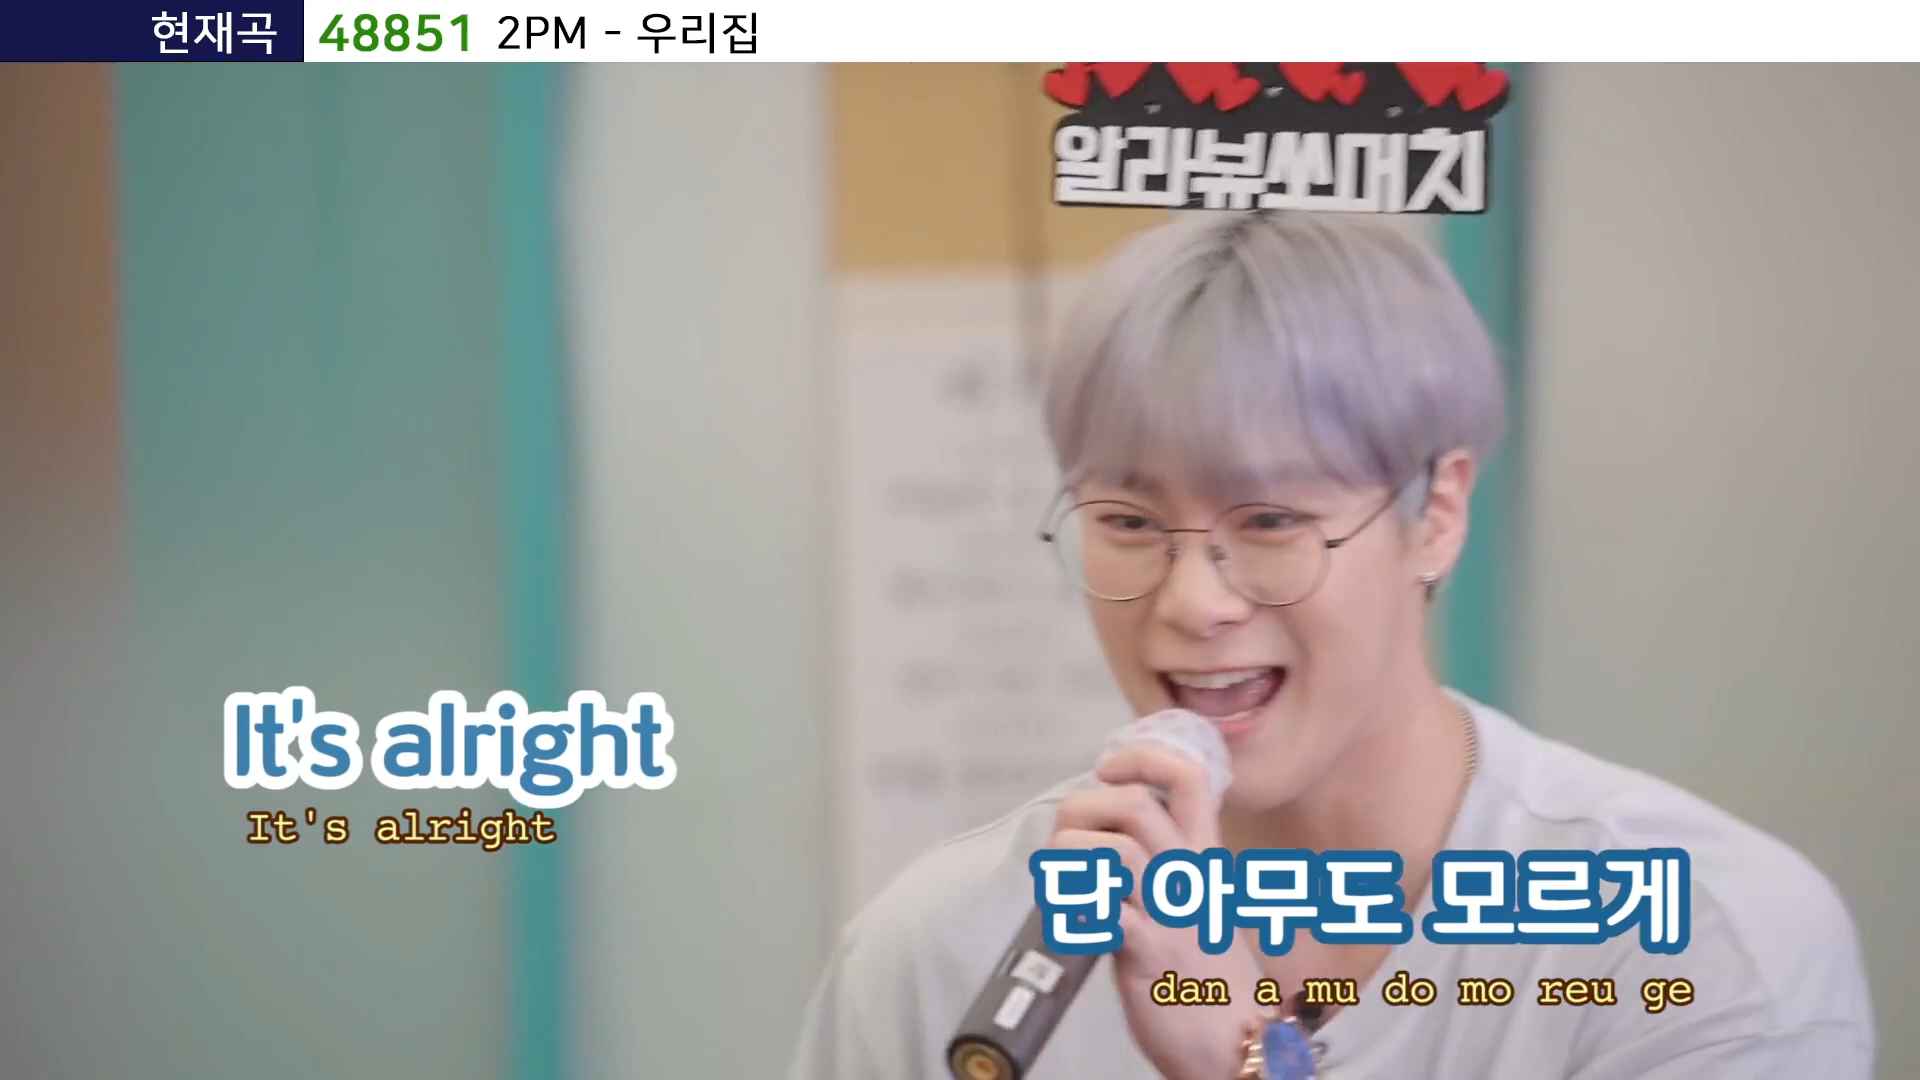 현재곡 48851 2PM - 우리집
알라뷰쏘머치
It's alright
It's alright
단 아무도 모르게
dan a mu do mo reu ge